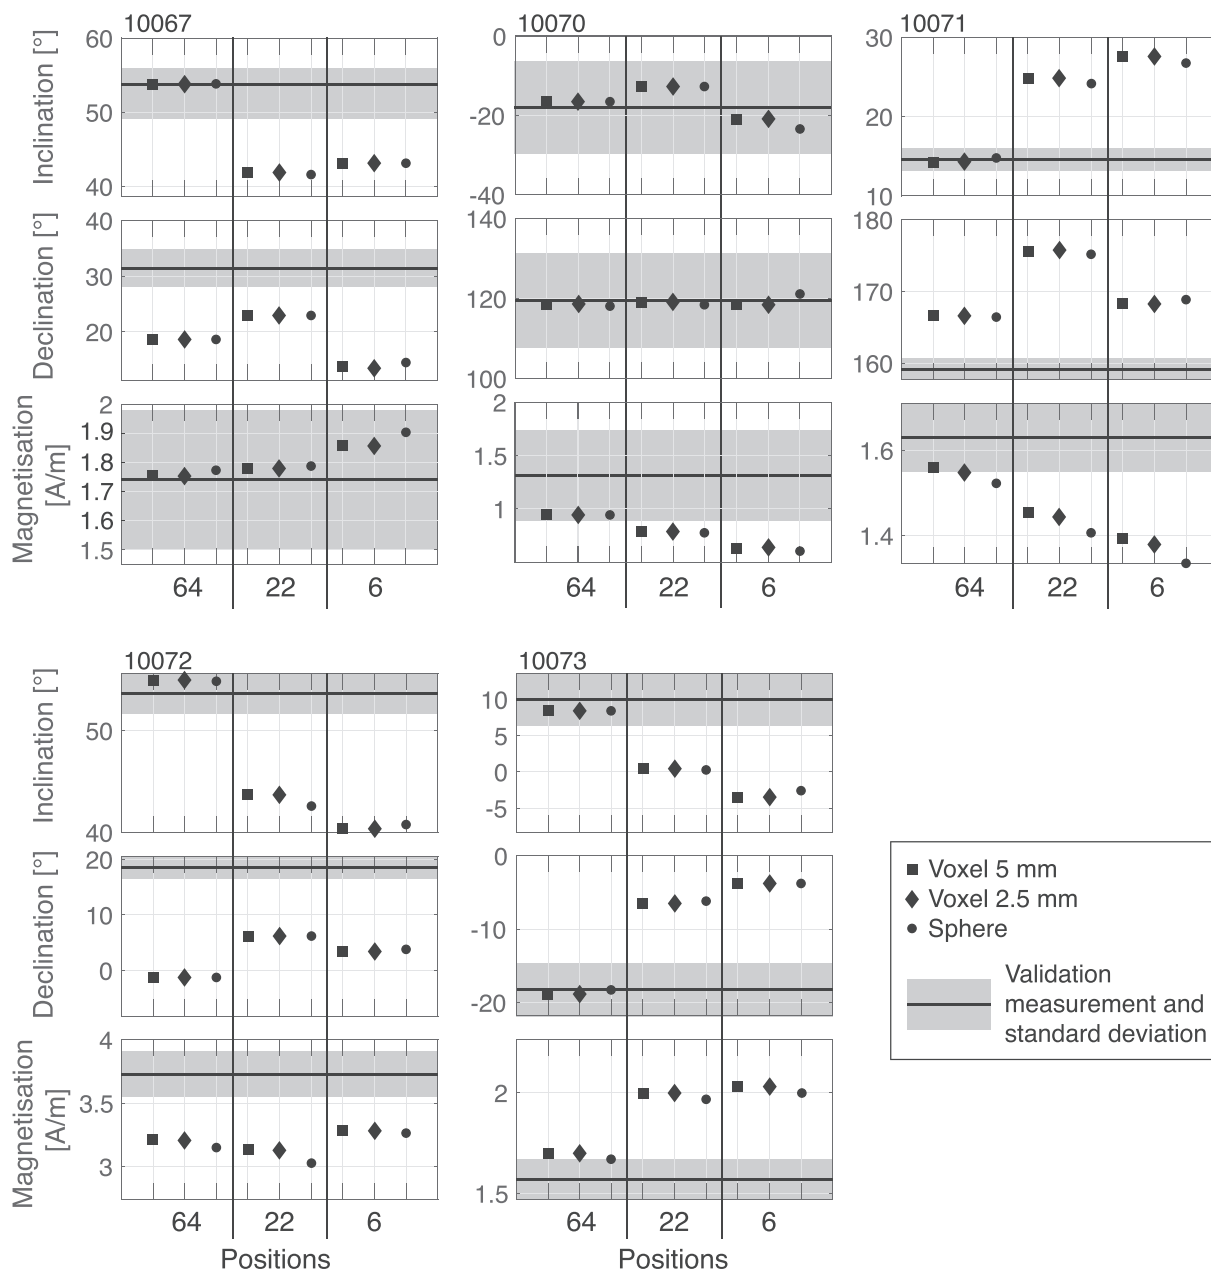 10067
Inclination [°]
60
50
40
Declination [°]
40
30
20
Magnetisation
[A/m]
2
1.9
1.8
1.7
1.6
1.5
64 22 6
10070
0
-20
-40
140
120
100
2
1.5
1
64 22 6
10071
30
20
10
180
170
160
1.6
1.4
64 22 6
10072
Inclination [°]
50
40
Declination [°]
20
10
0
Magnetisation
[A/m]
4
3.5
3
64 22 6
Positions
10073
10
5
0
-5
0
-10
-20
2
1.5
64 22 6
Positions
Voxel 5 mm
Voxel 2.5 mm
Sphere
Validation
measurement and
standard deviation